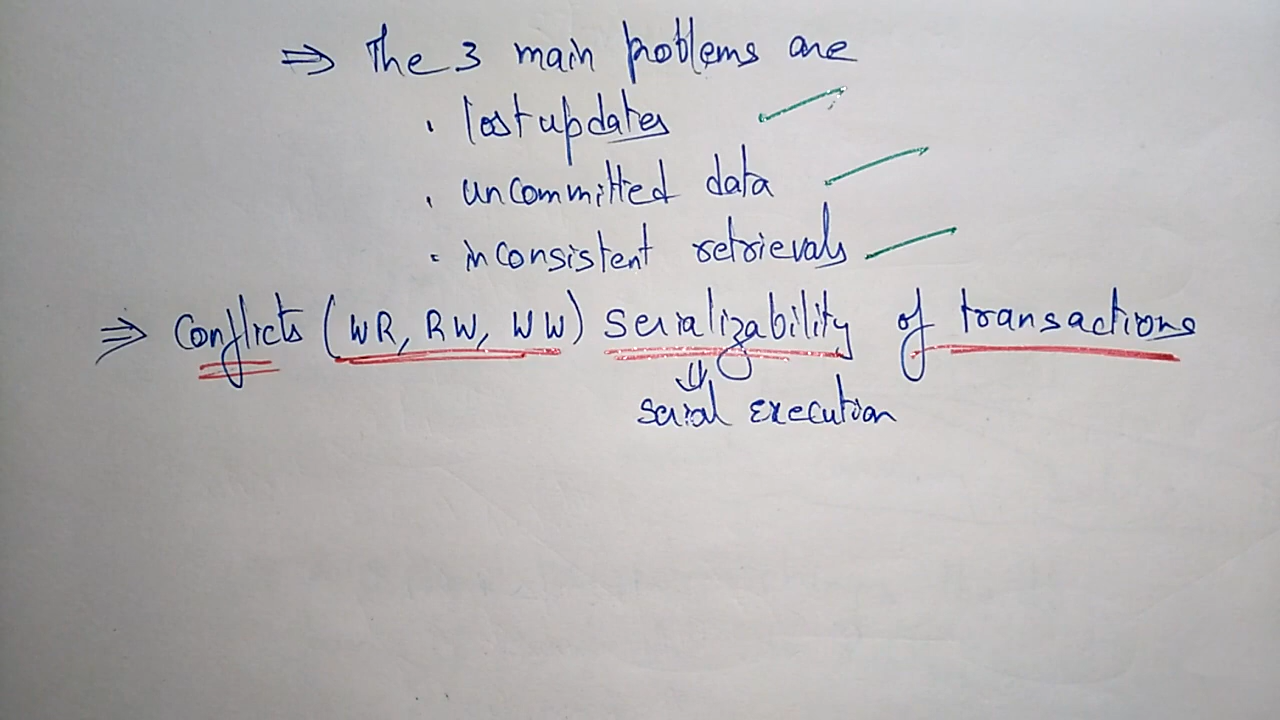 ⇒ The 3 main problems are
. lost updates
. uncommitted data
. inconsistent retrievals
⇒ Conflicts (WR, RW, WW) Serializability of transactions
⇓
serial execution